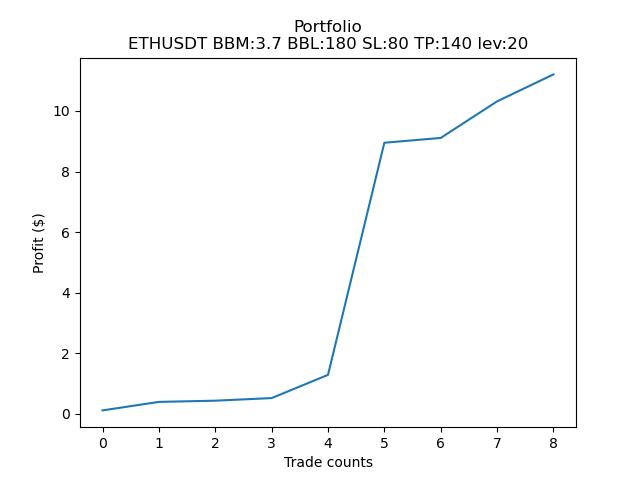 Portfolio
ETHUSDT BBM:3.7 BBL:180 SL:80 TP:140 lev:20
10
8
6
4
2
0
Profit ($)
0 1 2 3 4 5 6 7 8
Trade counts